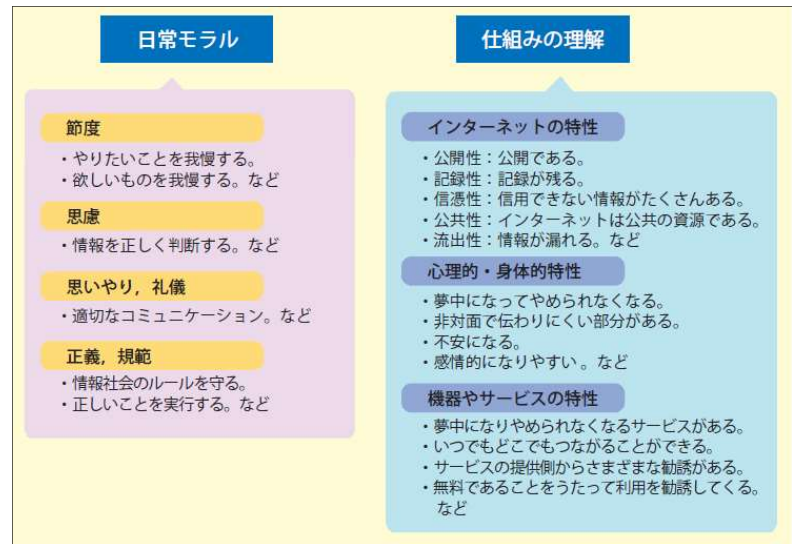 日常モラル
節度
・やりたいことを我慢する。
・欲しいものを我慢する。など
思慮
・情報を正しく判断する。など
思いやり，礼儀
・適切なコミュニケーション。など
正義，規範
・情報社会のルールを守る。
・正しいことを実行する。など
仕組みの理解
インターネットの特性
・公開性：公開である。
・記録性：記録が残る。
・信憑性：信用できない情報がたくさんある。
・公共性：インターネットは公共の資源である。
・流出性：情報が漏れる。など
心理的・身体的特性
・夢中になってやめられなくなる。
・非対面で伝わりにくい部分がある。
・不安になる。
・感情的になりやすい。など
機器やサービスの特性
・夢中になりやめられなくなるサービスがある。
・いつでもどこでもつながることができる。
・サービスの提供側からさまざまな勧誘がある。
・無料であることをうたって利用を勧誘してくる。
など